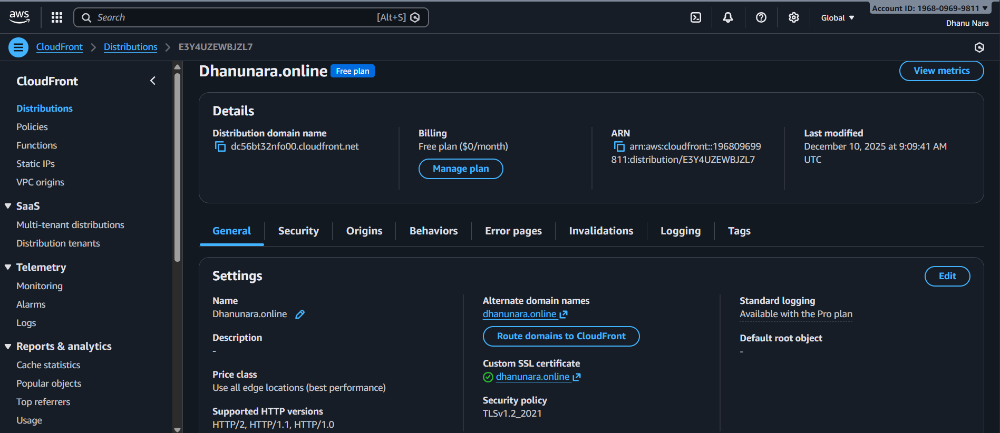 aws
Search
[Alt+S]
Global
Account ID: 1968-0969-9811
Dhanu Nara
CloudFront
Distributions
E3Y4UZEWBJZL7
CloudFront
Distributions
Policies
Functions
Static IPs
VPC origins
SaaS
Multi-tenant distributions
Distribution tenants
Telemetry
Monitoring
Alarms
Logs
Reports & analytics
Cache statistics
Popular objects
Top referrers
Usage
Dhanunara.online
Free plan
View metrics
Details
Distribution domain name
dc56bt32nfo00.cloudfront.net
Billing
Free plan ($0/month)
Manage plan
ARN
arn:aws:cloudfront::196809699
811:distribution/E3Y4UZEWBJZL7
Last modified
December 10, 2025 at 9:09:41 AM
UTC
General
Security
Origins
Behaviors
Error pages
Invalidations
Logging
Tags
Settings
Edit
Name
Dhanunara.online
Description
-
Price class
Use all edge locations (best performance)
Supported HTTP versions
HTTP/2, HTTP/1.1, HTTP/1.0
Alternate domain names
dhanunara.online
Route domains to CloudFront
Custom SSL certificate
dhanunara.online
Security policy
TLSv1.2_2021
Standard logging
Available with the Pro plan
Default root object
-